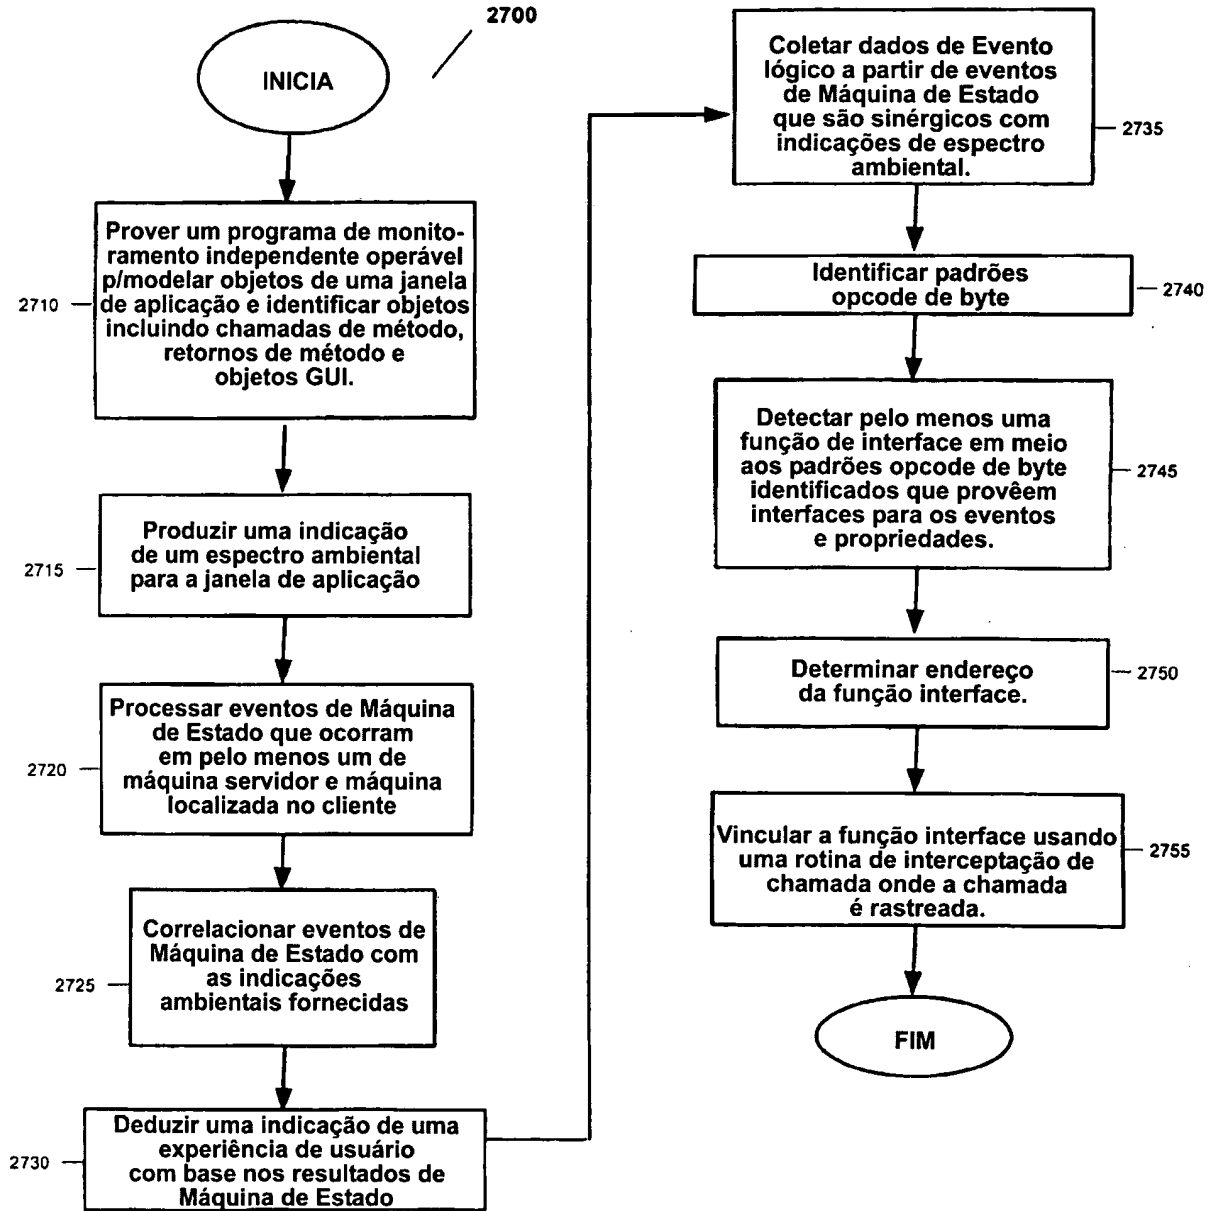 2700
INICIA
Prover um programa de monito-
ramento independente operável
p/modelar objetos de uma janela
de aplicação e identificar objetos
incluindo chamadas de método,
retornos de método e
objetos GUI.
2710
Produzir uma indicação
de um espectro ambiental
para a janela de aplicação
2715
Processar eventos de Máquina
de Estado que ocorram
em pelo menos um de
máquina servidor e máquina
localizada no cliente
2720
Correlacionar eventos de
Máquina de Estado com
as indicações
ambientais fornecidas
2725
Deduzir uma indicação de uma
experiência de usuário
com base nos resultados de
Máquina de Estado
2730
Coletar dados de Evento
lógico a partir de eventos
de Máquina de Estado
que são sinérgicos com
indicações de espectro
ambiental.
2735
Identificar padrões
opcode de byte
2740
Detectar pelo menos uma
função de interface em meio
aos padrões opcode de byte
identificados que provêem
interfaces para os eventos
e propriedades.
2745
Determinar endereço
da função interface.
2750
Vincular a função interface usando
uma rotina de interceptação de
chamada onde a chamada
é rastreada.
2755
FIM